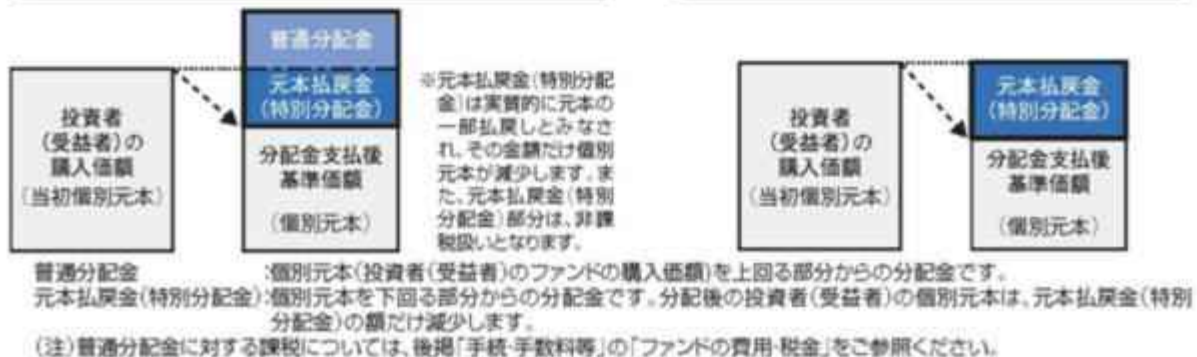 投資者
(受益者)の
購入価額
(当初個別元本)
普通分配金
元本払戻金
(特別分配金)
分配金支払後
基準価額
(個別元本)
※元本払戻金(特別分配
金)は実質的に元本の
一部払戻しとみなさ
れ、その金額だけ個別
元本が減少します。ま
た、元本払戻金(特別
分配金)部分は、非課
税扱いとなります。
投資者
(受益者)の
購入価額
(当初個別元本)
元本払戻金
(特別分配金)
分配金支払後
基準価額
(個別元本)
普通分配金 :個別元本(投資者(受益者)のファンドの購入価額)を上回る部分からの分配金です。
元本払戻金(特別分配金):個別元本を下回る部分からの分配金です。分配後の投資者(受益者)の個別元本は、元本払戻金(特別
分配金)の額だけ減少します。
(注)普通分配金に対する課税については、後掲「手続・手数料等」の「ファンドの費用・税金」をご参照ください。